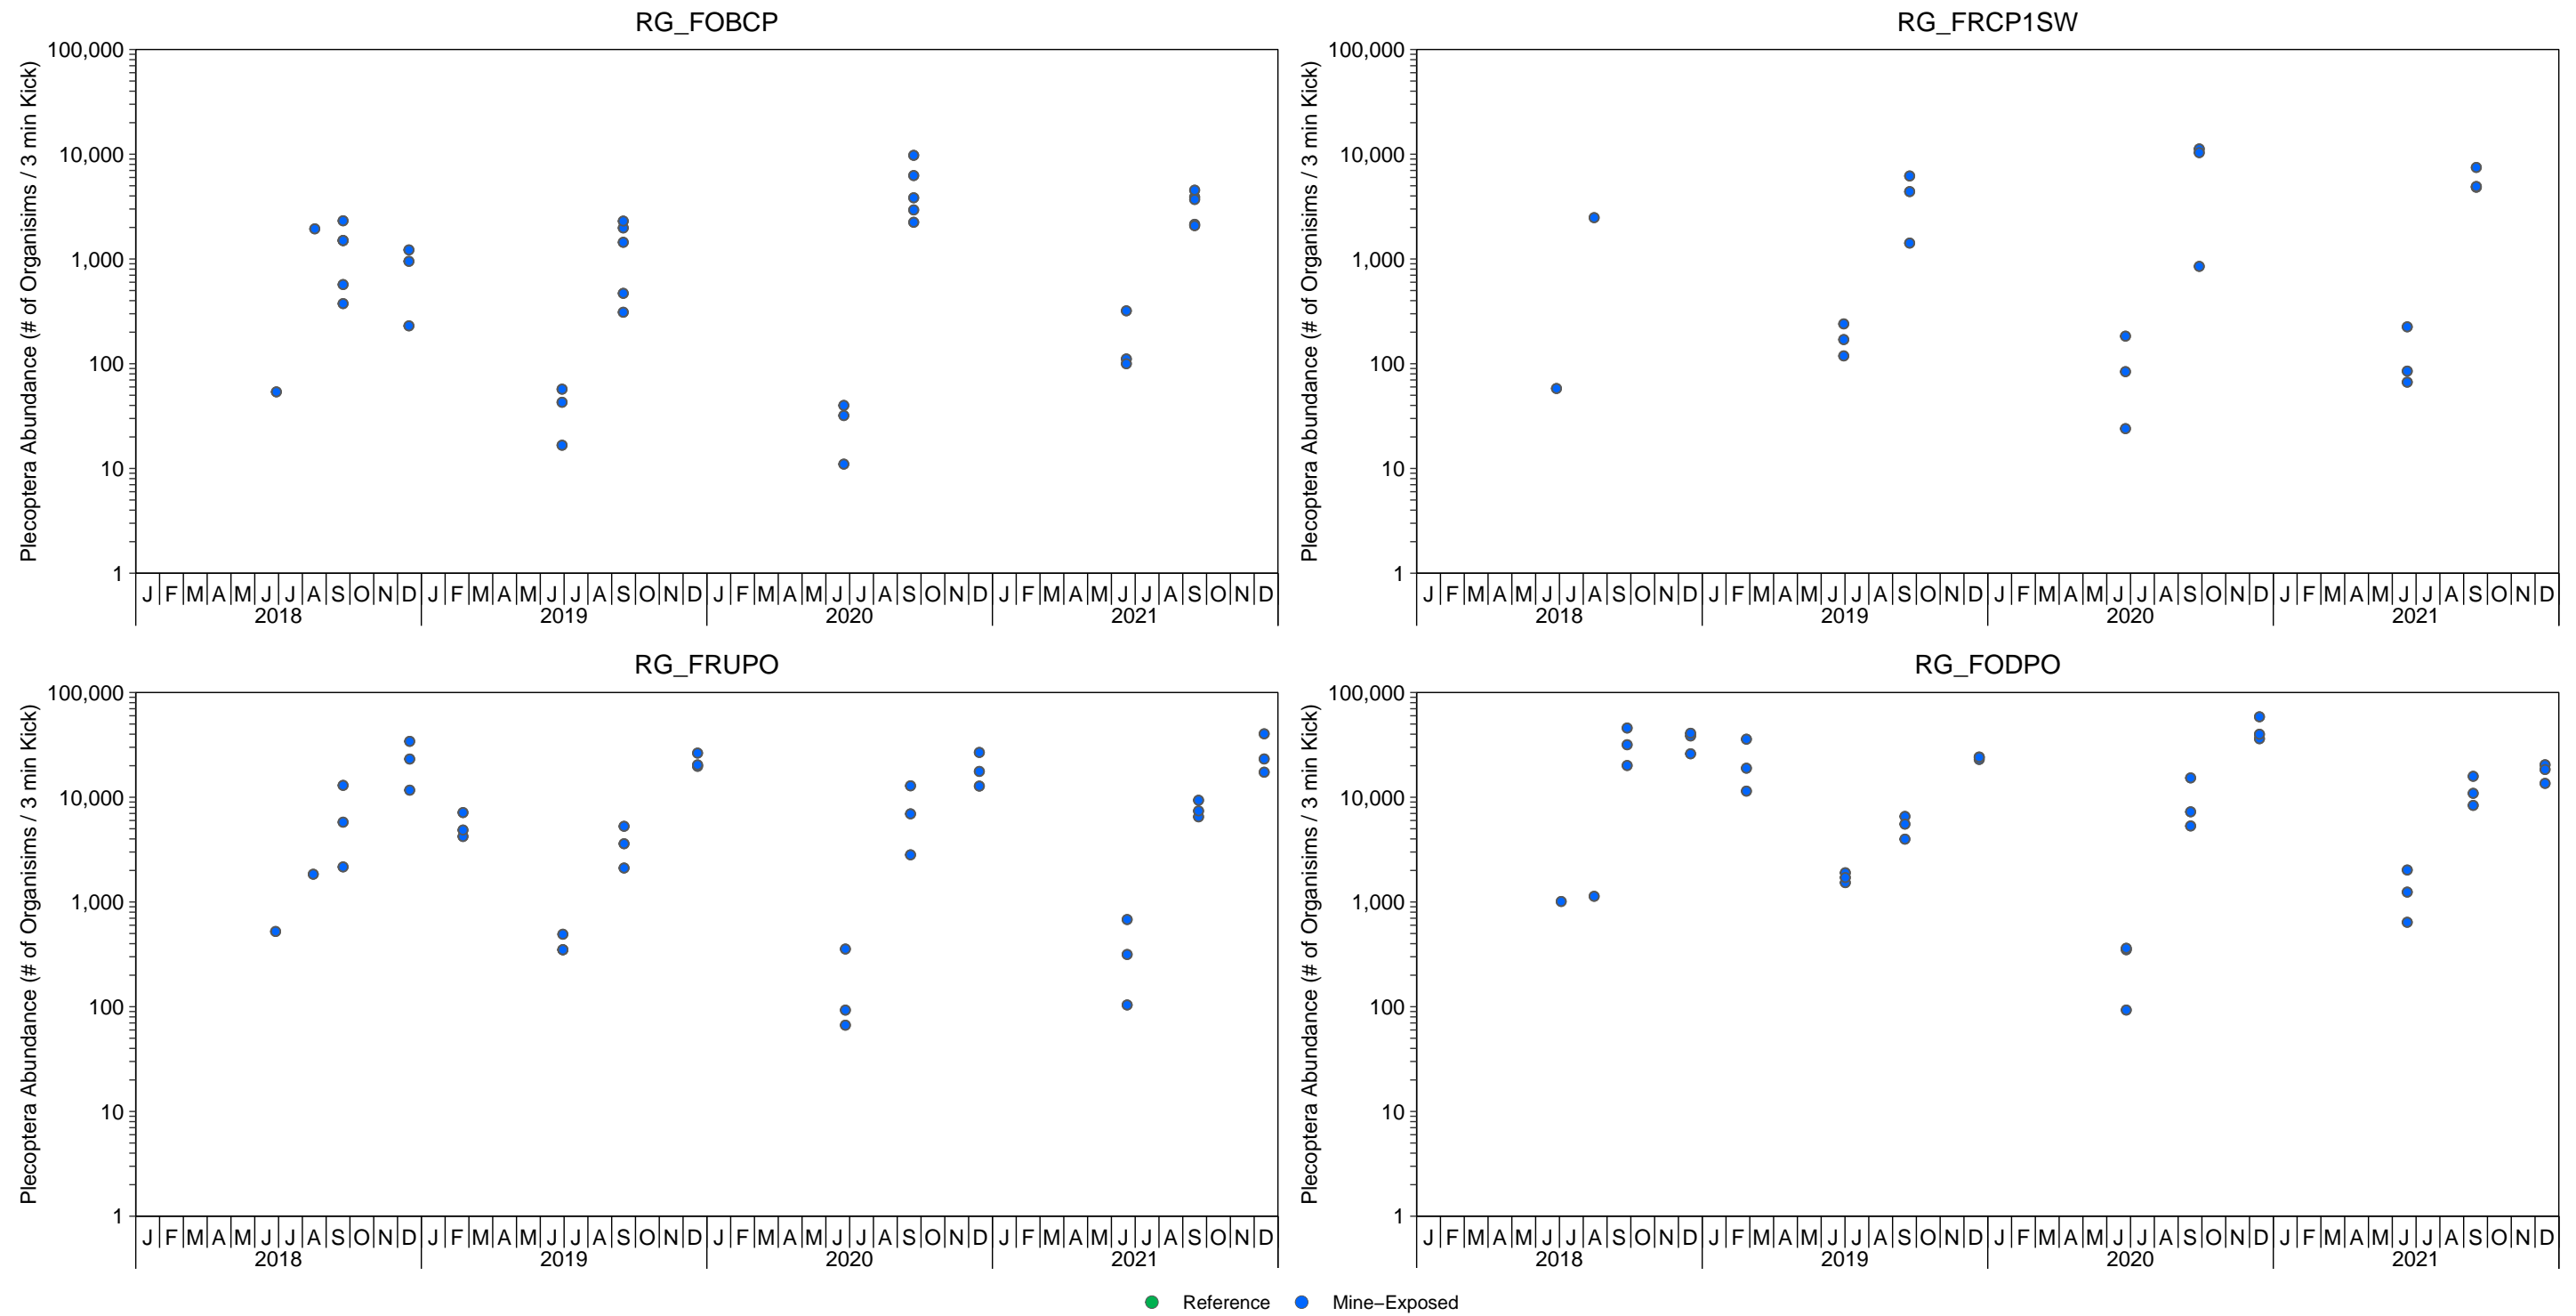 RG_FOBCP
Plecoptera Abundance (# of Organisims / 3 min Kick)
100,000
10,000
1,000
100
10
1
J F M A M J J A S O N D J F M A M J J A S O N D J F M A M J J A S O N D J F M A M J J A S O N D
2018 2019 2020 2021
RG_FRCP1SW
Plecoptera Abundance (# of Organisims / 3 min Kick)
100,000
10,000
1,000
100
10
1
J F M A M J J A S O N D J F M A M J J A S O N D J F M A M J J A S O N D J F M A M J J A S O N D
2018 2019 2020 2021
RG_FRUPO
Plecoptera Abundance (# of Organisims / 3 min Kick)
100,000
10,000
1,000
100
10
1
J F M A M J J A S O N D J F M A M J J A S O N D J F M A M J J A S O N D J F M A M J J A S O N D
2018 2019 2020 2021
RG_FODPO
Plecoptera Abundance (# of Organisims / 3 min Kick)
100,000
10,000
1,000
100
10
1
J F M A M J J A S O N D J F M A M J J A S O N D J F M A M J J A S O N D J F M A M J J A S O N D
2018 2019 2020 2021
Reference Mine−Exposed